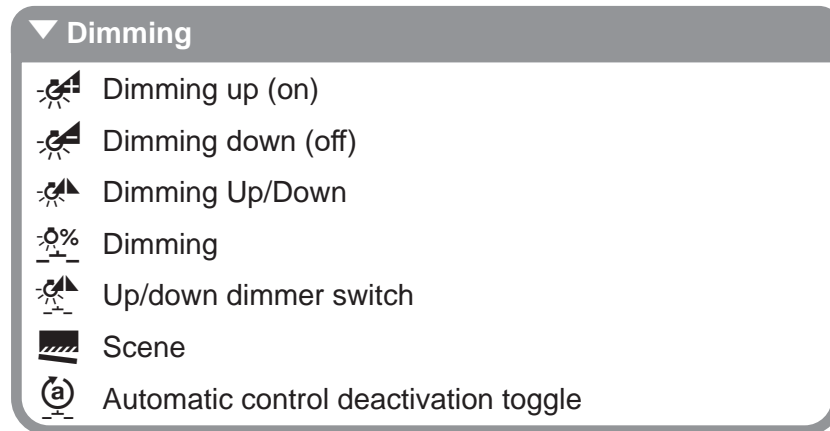 Dimming
Dimming up (on)
Dimming down (off)
Dimming Up/Down
% Dimming
Up/down dimmer switch
Scene
a Automatic control deactivation toggle